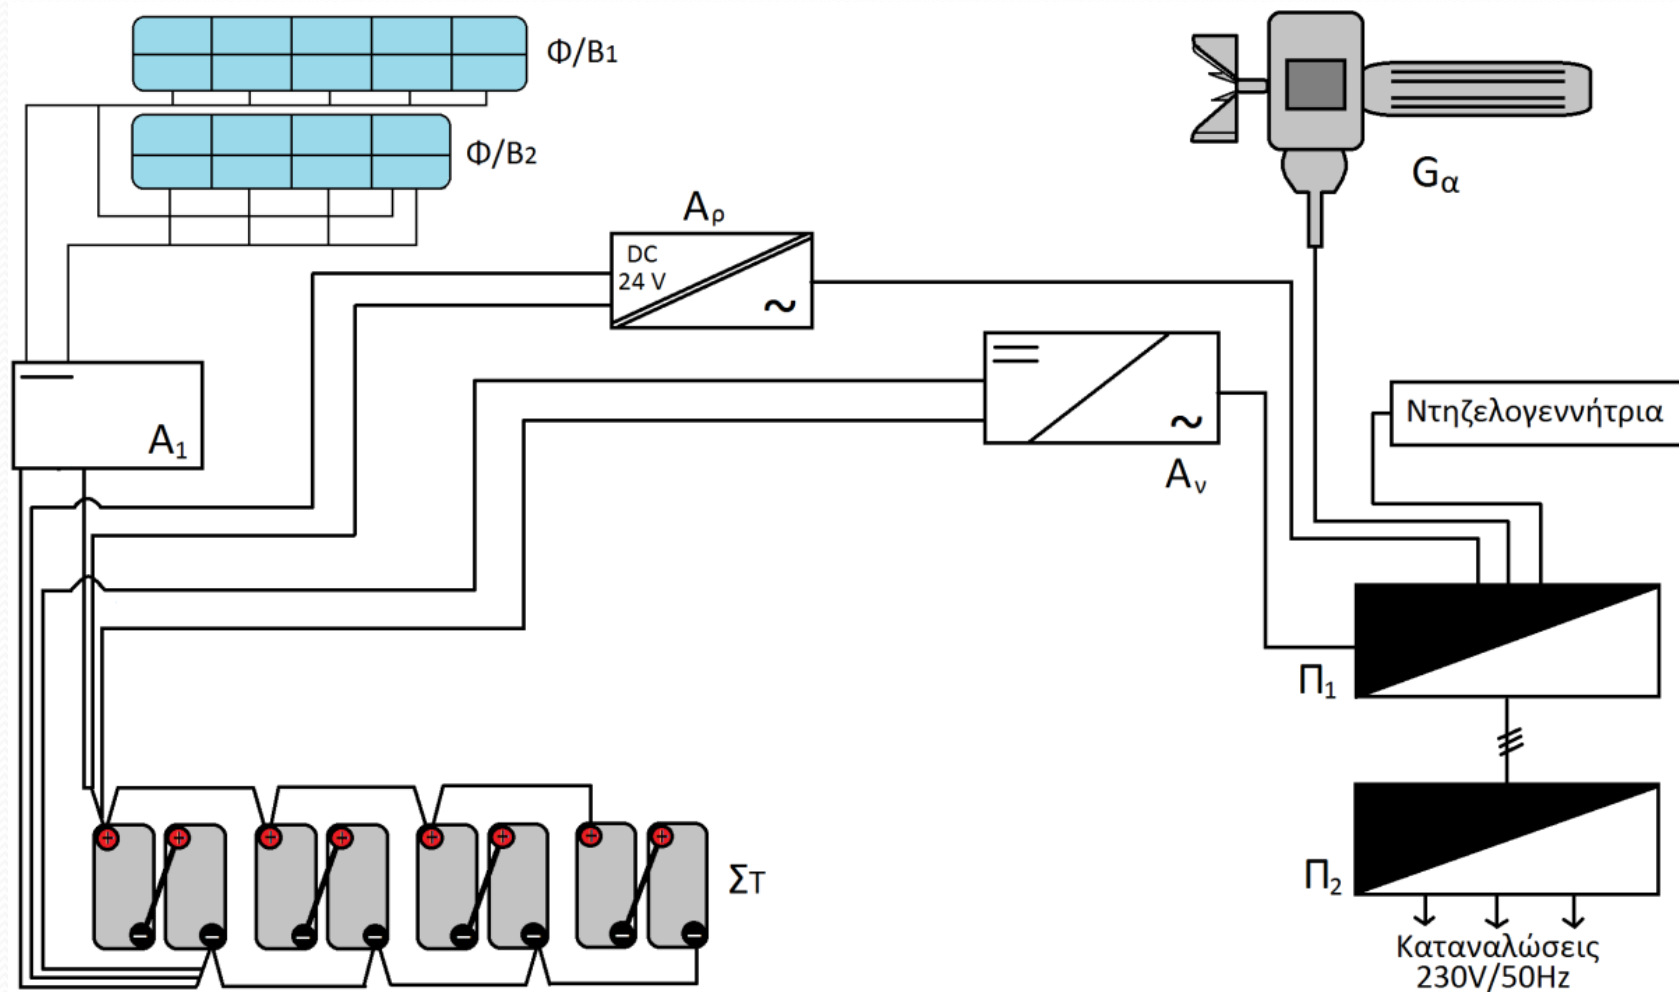 Φ/Β1
Φ/Β2
Gα
Αρ
DC
24 V
~
~
Αν
Α1
Ντηζελογεννήτρια
Π1
Π2
ΣΤ
Καταναλώσεις
230V/50Hz